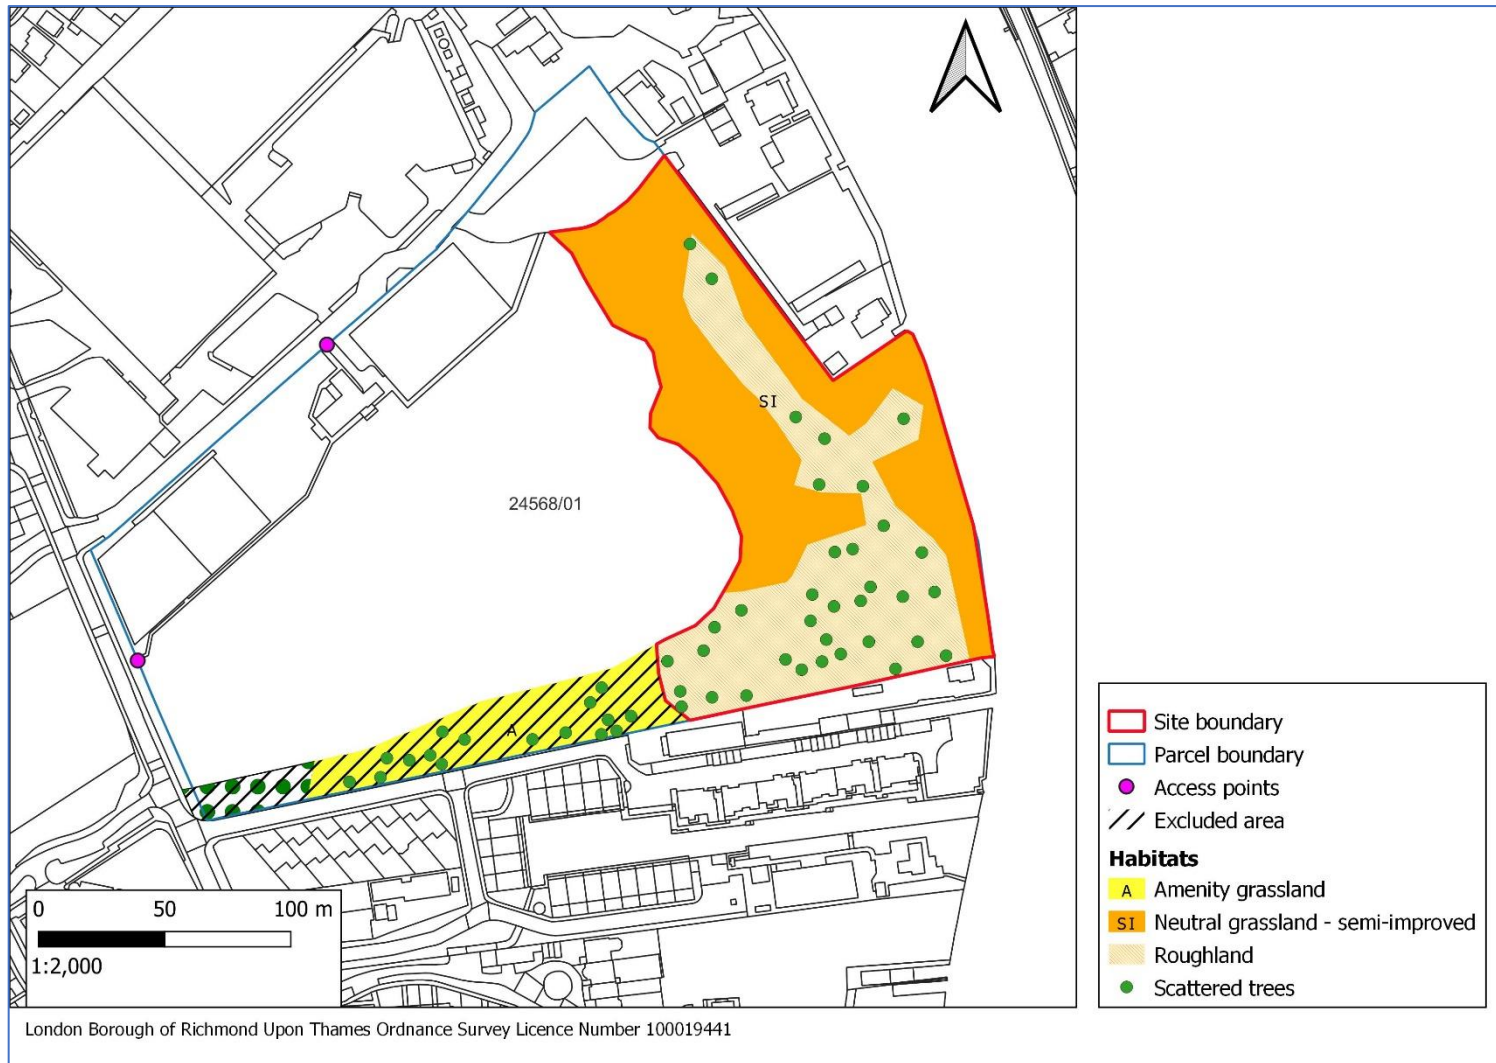 SI
24568/01
A
0 50 100 m
1:2,000
Site boundary
Parcel boundary
Access points
Excluded area
Habitats
A Amenity grassland
SI Neutral grassland - semi-improved
Roughland
Scattered trees
London Borough of Richmond Upon Thames Ordnance Survey Licence Number 100019441